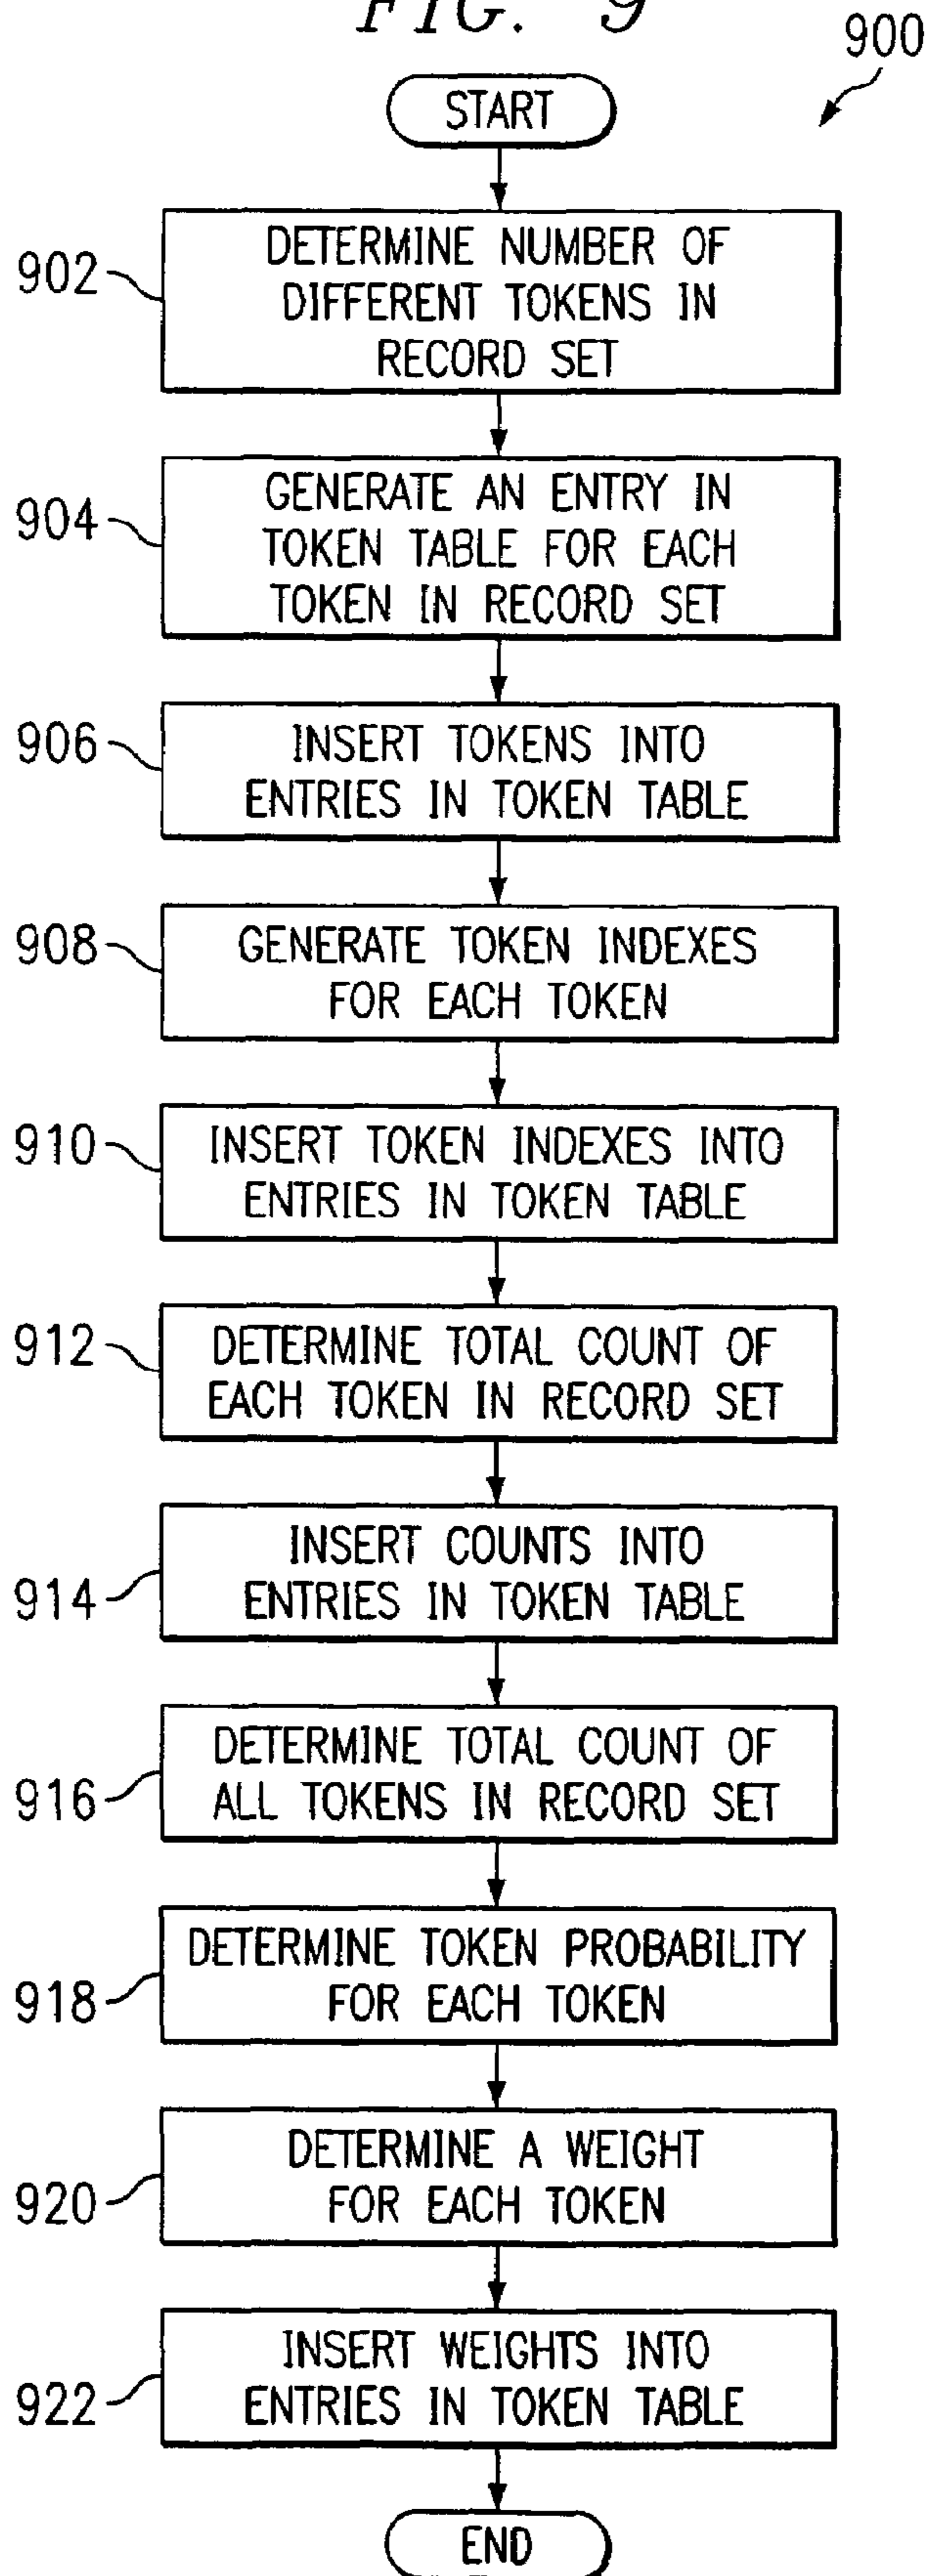 FIG. 9
900
START
902
DETERMINE NUMBER OF
DIFFERENT TOKENS IN
RECORD SET
904
GENERATE AN ENTRY IN
TOKEN TABLE FOR EACH
TOKEN IN RECORD SET
906
INSERT TOKENS INTO
ENTRIES IN TOKEN TABLE
908
GENERATE TOKEN INDEXES
FOR EACH TOKEN
910
INSERT TOKEN INDEXES INTO
ENTRIES IN TOKEN TABLE
912
DETERMINE TOTAL COUNT OF
EACH TOKEN IN RECORD SET
914
INSERT COUNTS INTO
ENTRIES IN TOKEN TABLE
916
DETERMINE TOTAL COUNT OF
ALL TOKENS IN RECORD SET
918
DETERMINE TOKEN PROBABILITY
FOR EACH TOKEN
920
DETERMINE A WEIGHT
FOR EACH TOKEN
922
INSERT WEIGHTS INTO
ENTRIES IN TOKEN TABLE
END